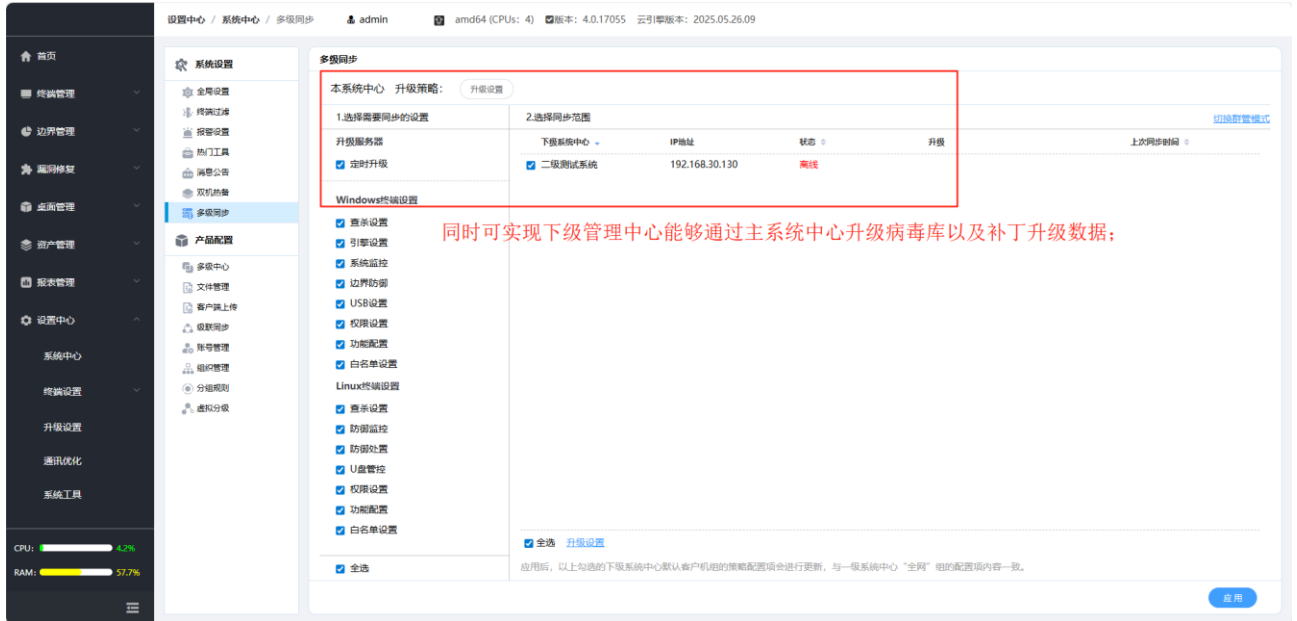 设置中心 / 系统中心 / 多级同步 admin amd64 (CPUs: 4) 版本: 4.0.17055 云引擎版本: 2025.05.26.09
首页
终端管理
边界管理
漏洞修复
桌面管理
资产管理
报表管理
设置中心
系统中心
终端设置
升级设置
通讯优化
系统工具
CPU: 4.2%
RAM: 57.7%
系统设置
全局设置
终端过滤
报警设置
热门工具
消息公告
双机热备
多级同步
产品配置
多级中心
文件管理
客户端上传
级联同步
账号管理
组织管理
分组规则
虚拟分级
多级同步
本系统中心 升级策略: 升级设置
1.选择需要同步的设置
升级服务器
定时升级
Windows终端设置
查杀设置
引擎设置
系统监控
边界防御
USB设置
权限设置
功能配置
白名单设置
Linux终端设置
查杀设置
防御监控
防御处置
U盘管控
权限设置
功能配置
白名单设置
全选
2.选择同步范围 切换群管模式
下级系统中心 IP地址 状态 升级 上次同步时间
二级测试系统 192.168.30.130 离线
同时可实现下级管理中心能够通过主系统中心升级病毒库以及补丁升级数据；
全选 升级设置
应用后，以上勾选的下级系统中心默认客户机组的策略配置项会进行更新，与一级系统中心“全网”组的配置项内容一致。
应用